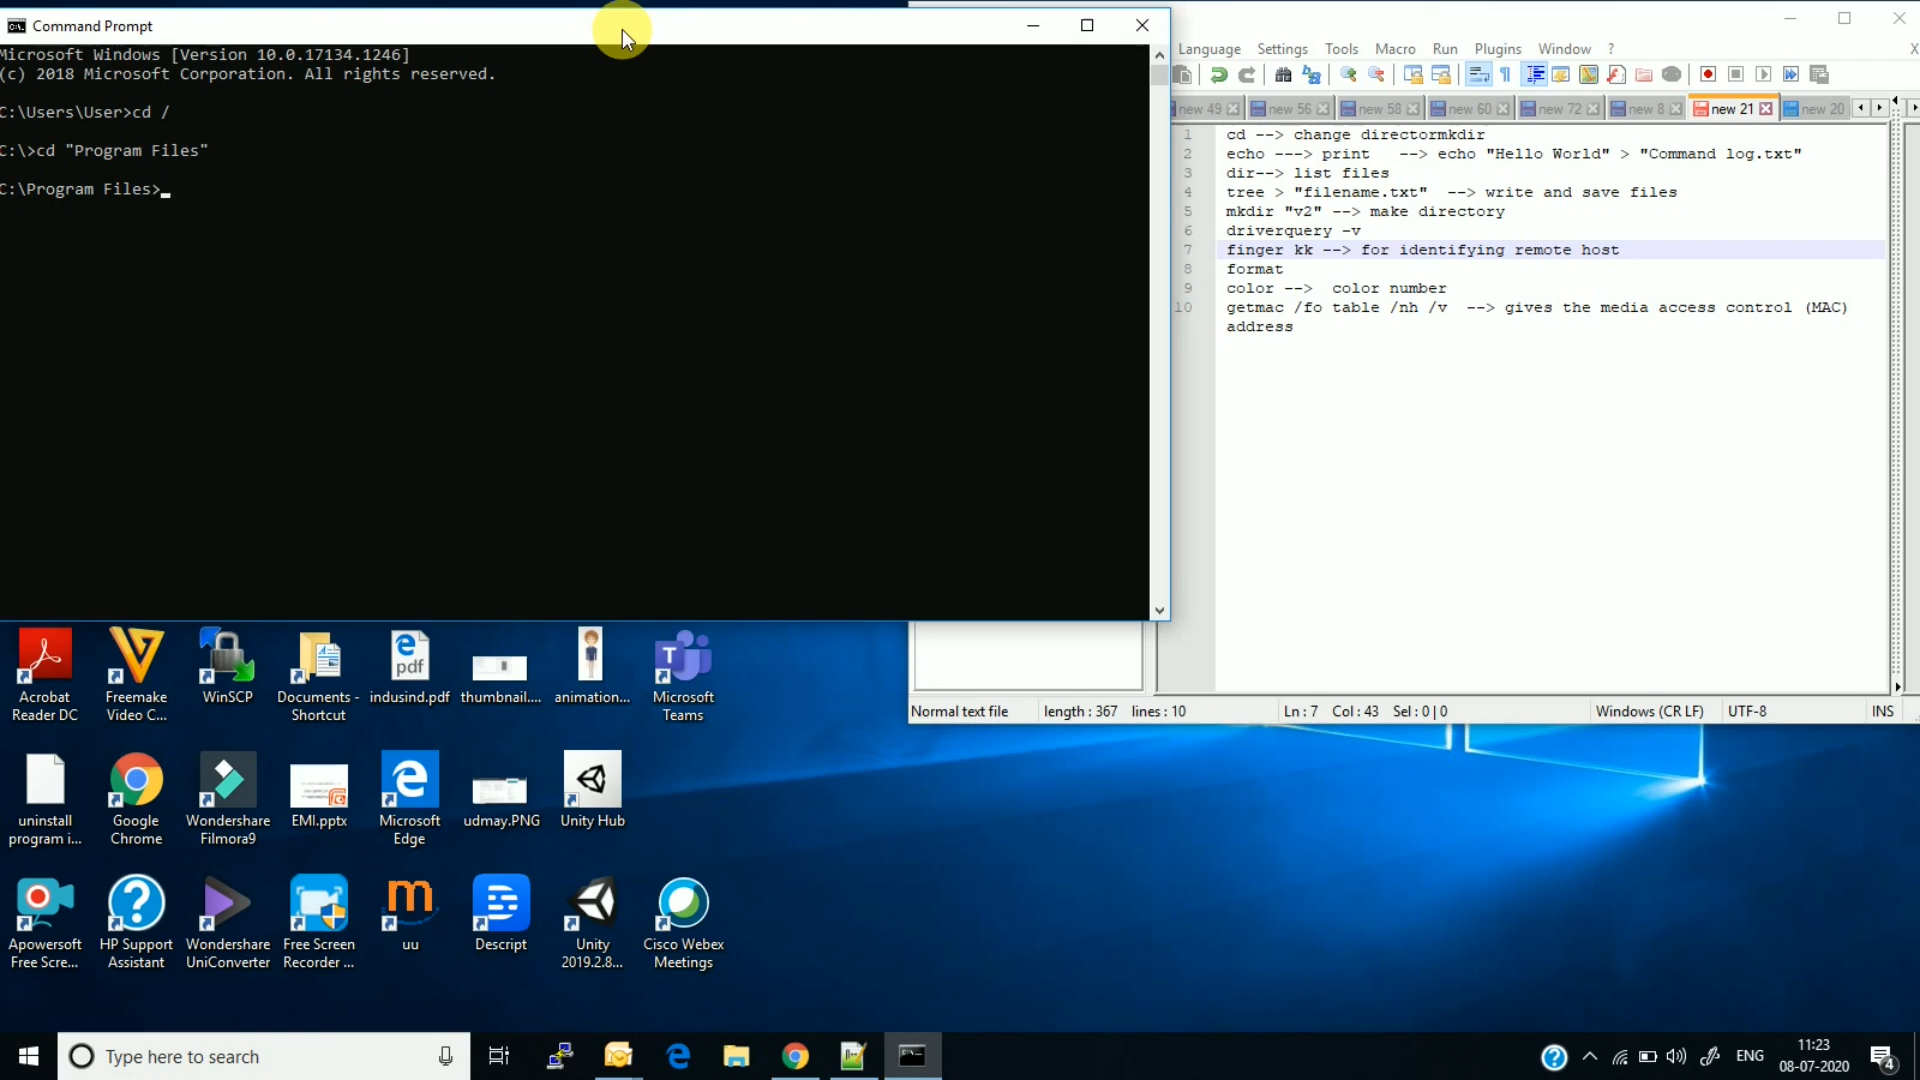 Command Prompt
Microsoft Windows [Version 10.0.17134.1246]
(c) 2018 Microsoft Corporation. All rights reserved.
C:\Users\User>cd /
C:\>cd "Program Files"
C:\Program Files>
Language Settings Tools Macro Run Plugins Window ? X
new 49 new 56 new 58 new 60 new 72 new 8 new 21 new 20
1 cd --> change directormkdir
2 echo ---> print --> echo "Hello World" > "Command log.txt"
3 dir--> list files
4 tree > "filename.txt" --> write and save files
5 mkdir "v2" --> make directory
6 driverquery -v
7 finger kk --> for identifying remote host
8 format
9 color --> color number
10 getmac /fo table /nh /v --> gives the media access control (MAC)
address
Normal text file length : 367 lines : 10 Ln : 7 Col : 43 Sel : 0 | 0 Windows (CR LF) UTF-8 INS
Acrobat Reader DC
Freemake Video C...
WinSCP
Documents - Shortcut
pdf
indusind.pdf
thumbnail....
animation...
Microsoft Teams
uninstall program i...
Google Chrome
Wondershare Filmora9
EMI.pptx
Microsoft Edge
udmay.PNG
Unity Hub
Apowersoft Free Scre...
HP Support Assistant
Wondershare UniConverter
Free Screen Recorder ...
uu
Descript
Unity 2019.2.8...
Cisco Webex Meetings
Type here to search
ENG
11:23
08-07-2020
4